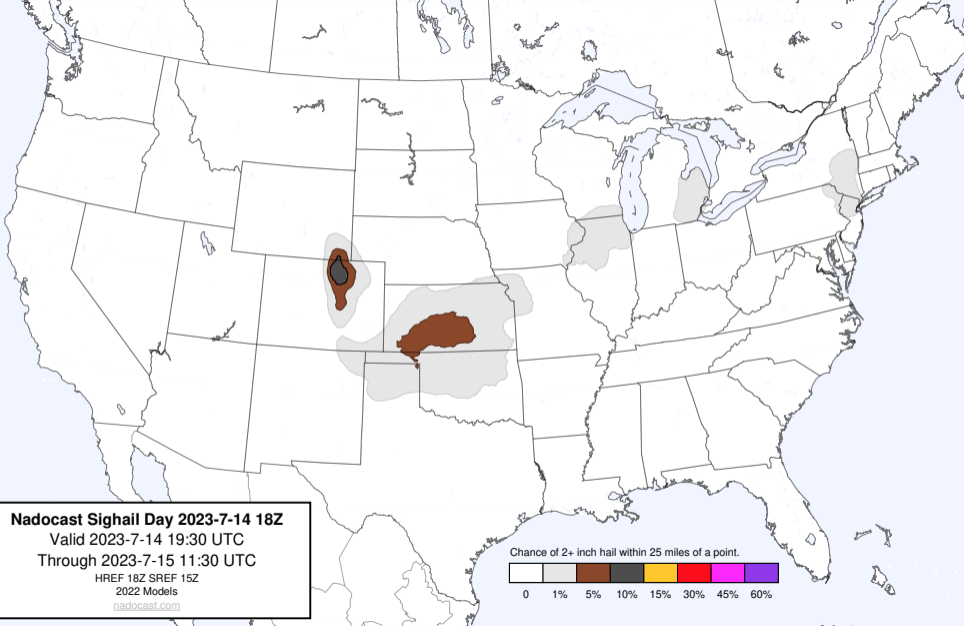 Nadocast Sighail Day 2023-7-14 18Z
Valid 2023-7-14 19:30 UTC
Through 2023-7-15 11:30 UTC
HREF 18Z SREF 15Z
2022 Models
nadocast.com
Chance of 2+ inch hail within 25 miles of a point.
0 1% 5% 10% 15% 30% 45% 60%